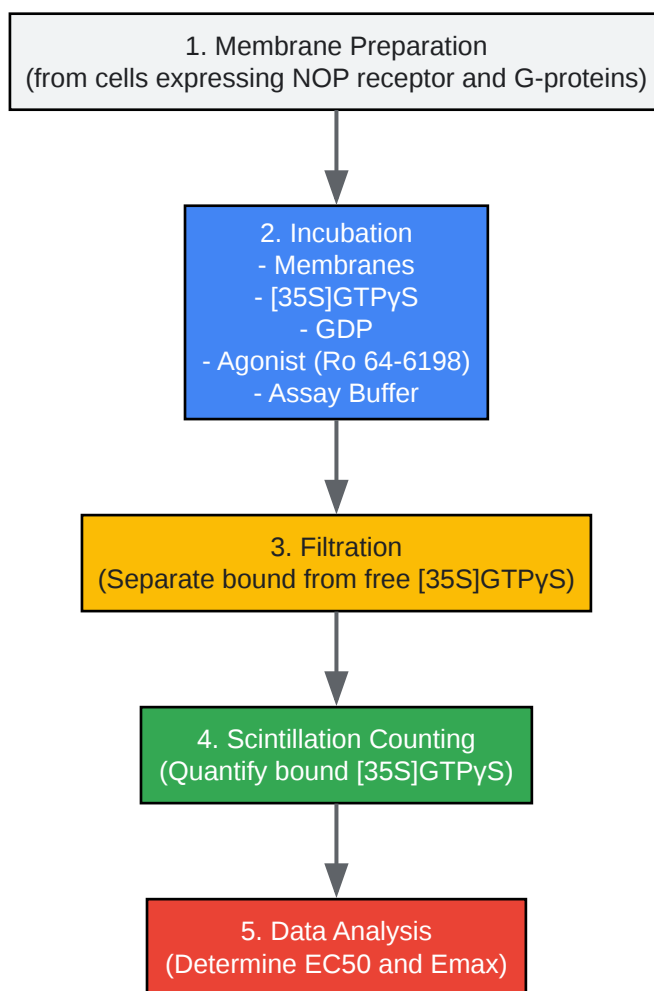 1. Membrane Preparation
(from cells expressing NOP receptor and G-proteins)
2. Incubation
- Membranes
- [35S]GTPγS
- GDP
- Agonist (Ro 64-6198)
- Assay Buffer
3. Filtration
(Separate bound from free [35S]GTPγS)
4. Scintillation Counting
(Quantify bound [35S]GTPγS)
5. Data Analysis
(Determine EC50 and Emax)